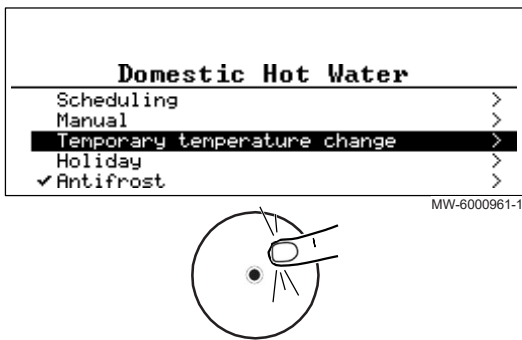 Domestic Hot Water
Scheduling >
Manual >
Temporary temperature change >
Holiday >
✓Antifrost >
MW-6000961-1